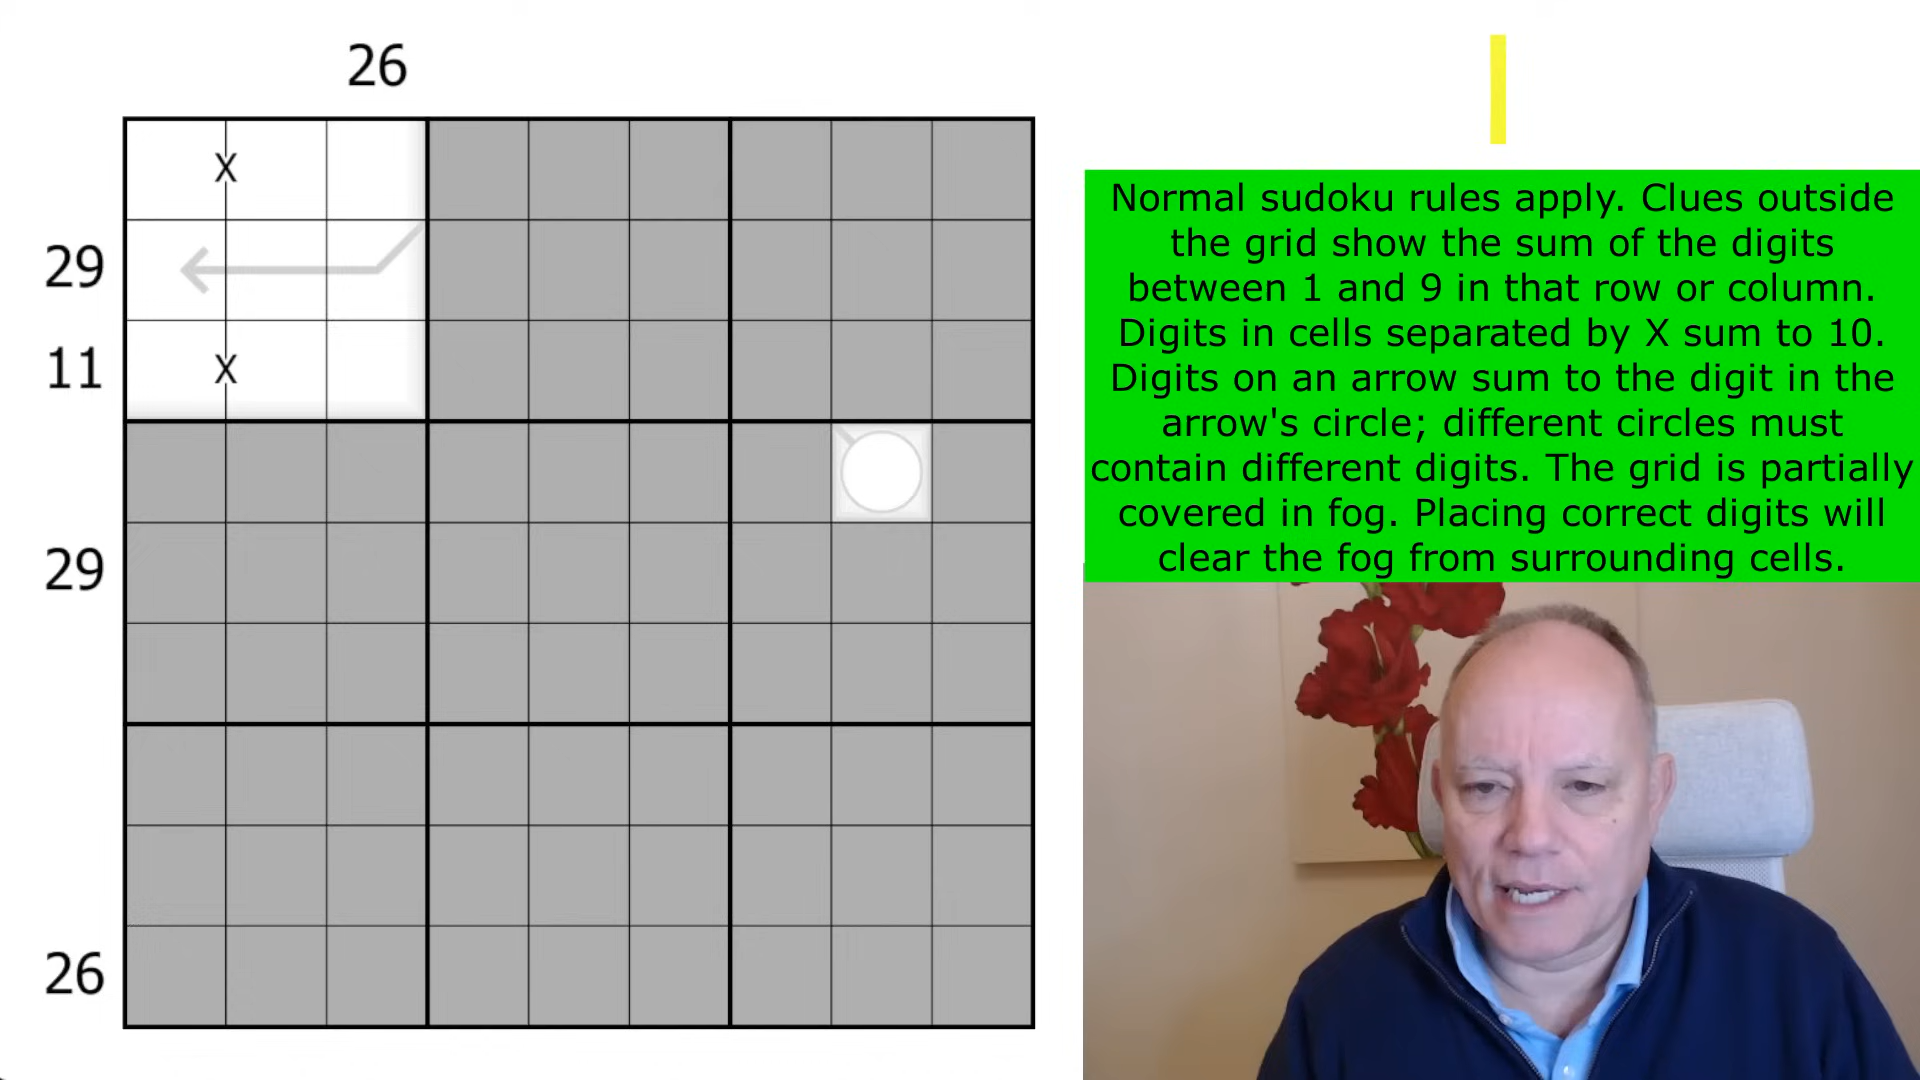 26
Normal sudoku rules apply. Clues outside
the grid show the sum of the digits
between 1 and 9 in that row or column.
Digits in cells separated by X sum to 10.
Digits on an arrow sum to the digit in the
arrow's circle; different circles must
contain different digits. The grid is partially
covered in fog. Placing correct digits will
clear the fog from surrounding cells.
X
29
11
X
29
26